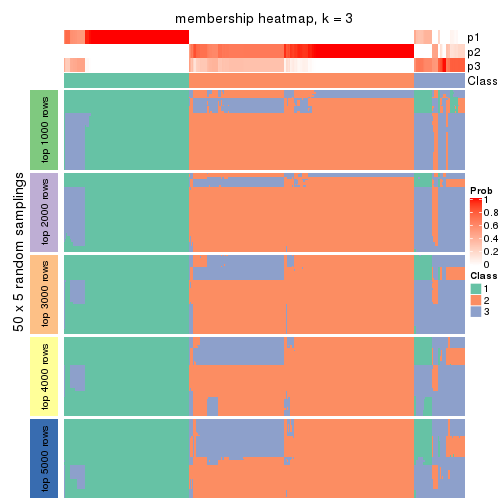 membership heatmap, k = 3
p1
p2
p3
Class
50 x 5 random samplings
top 1000 rows
top 2000 rows
top 3000 rows
top 4000 rows
top 5000 rows
Prob
1
0.8
0.6
0.4
0.2
0
Class
1
2
3